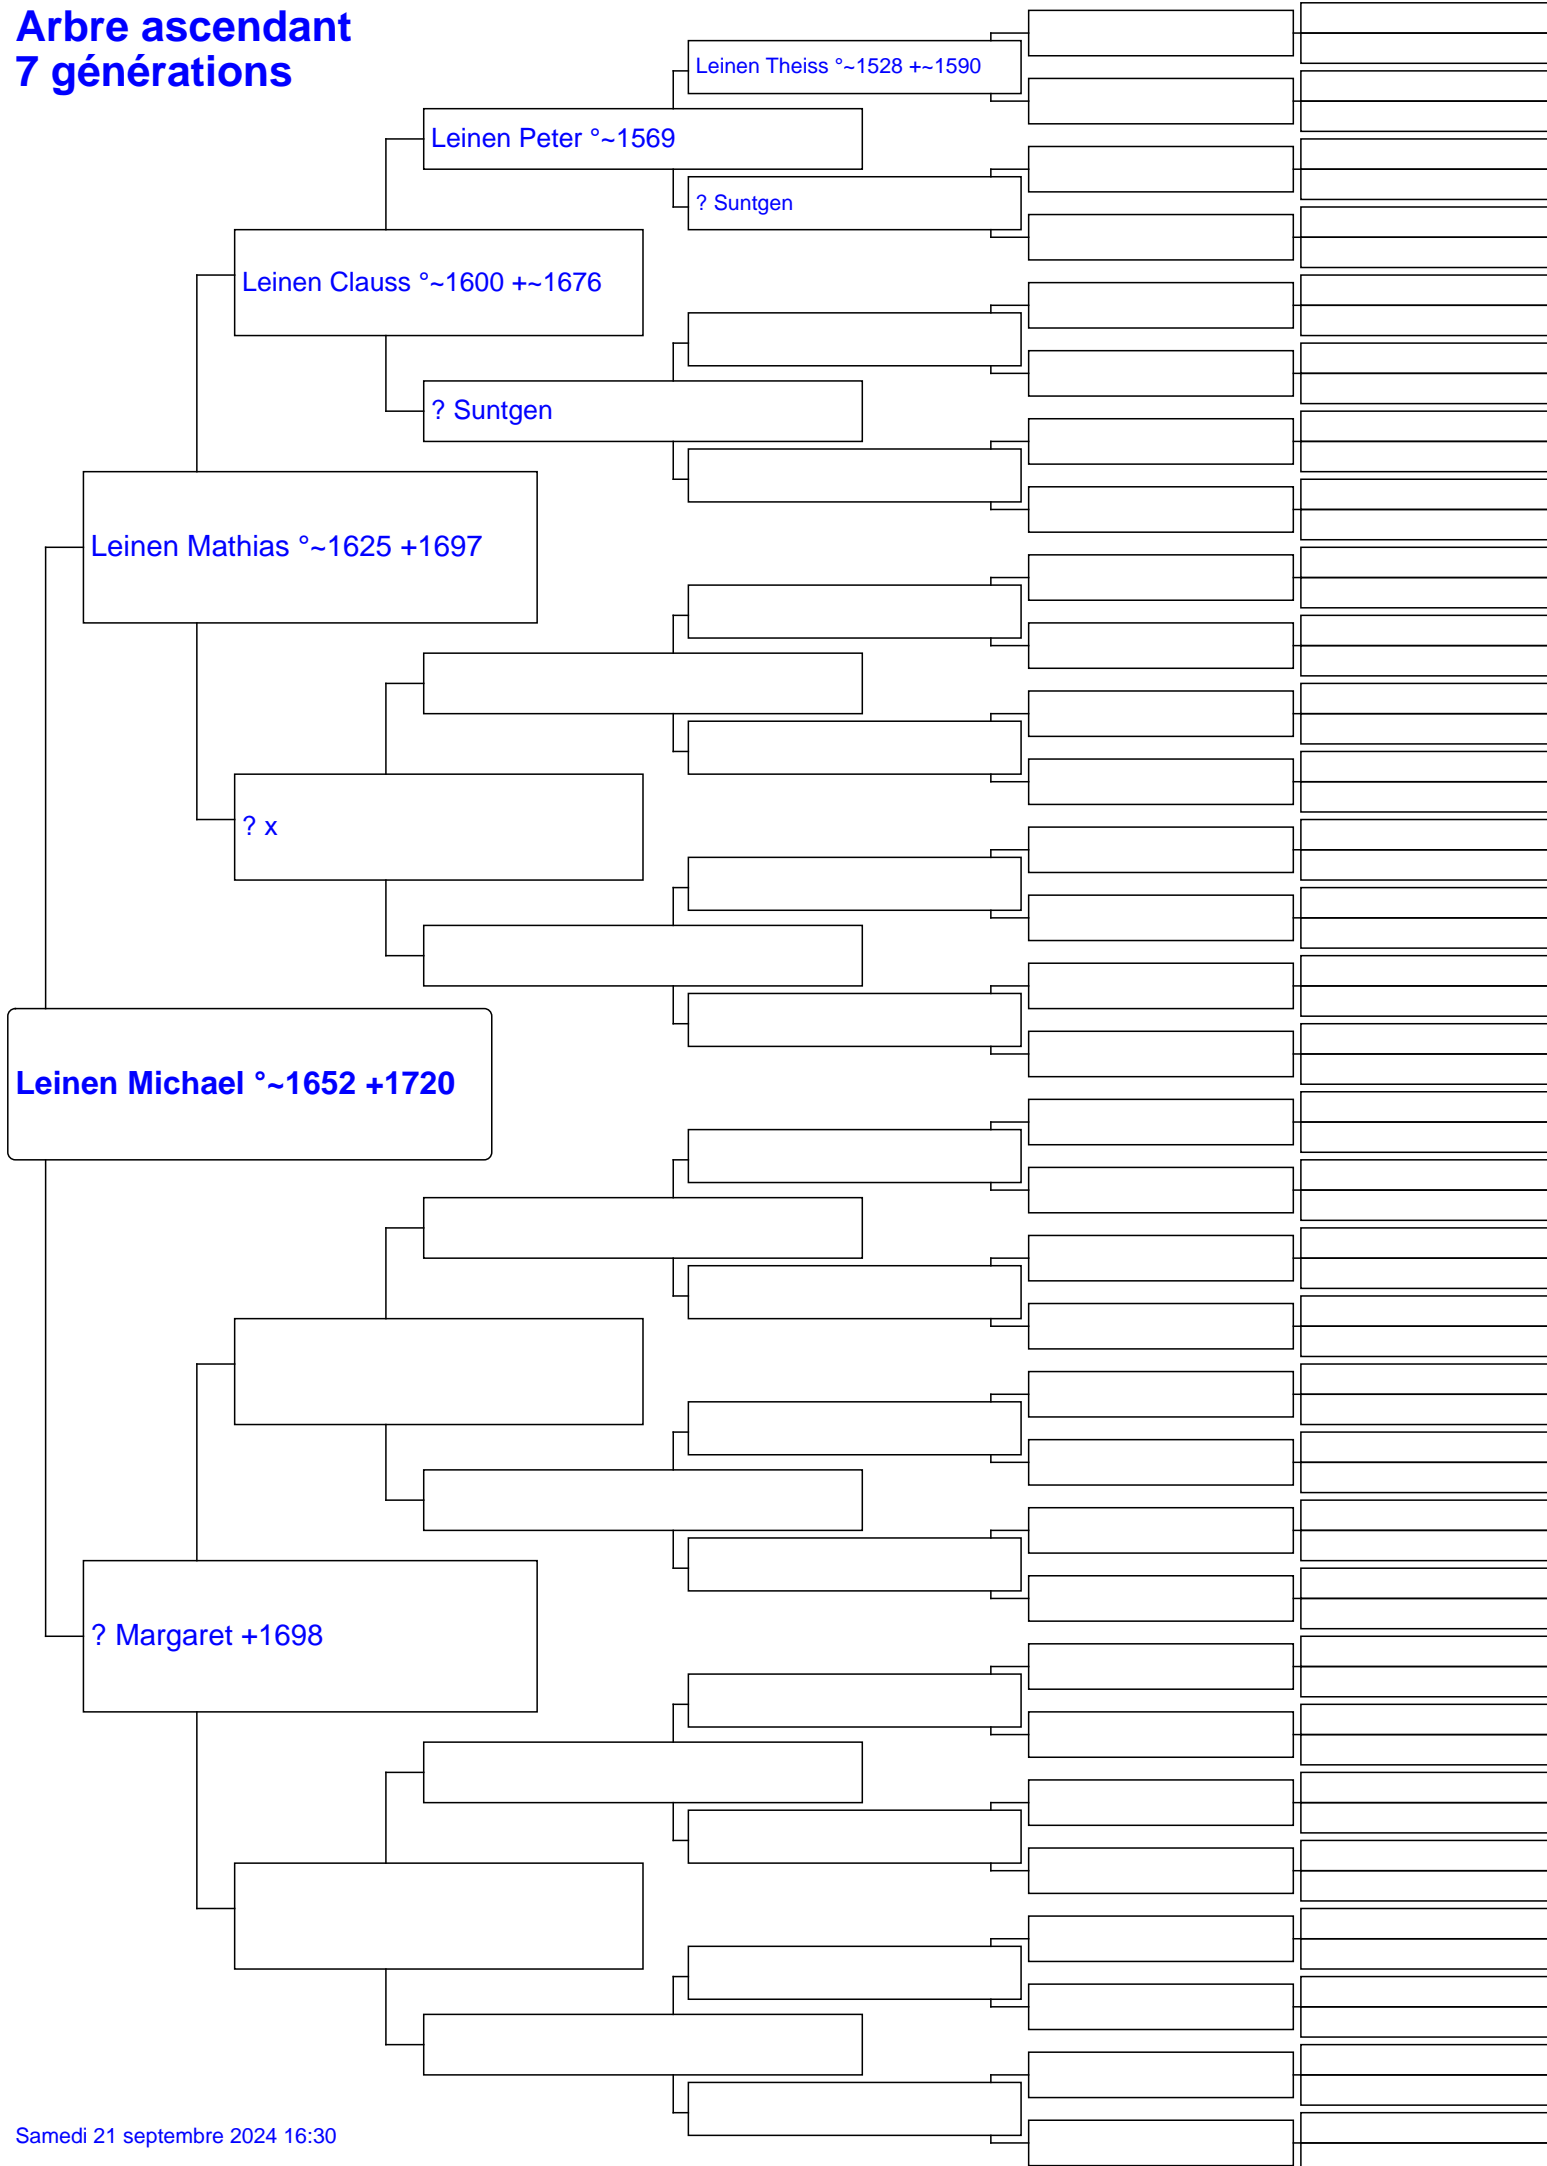 Arbre ascendant
7 générations
Leinen Theiss °~1528 +~1590
Leinen Peter °~1569
? Suntgen
Leinen Clauss °~1600 +~1676
? Suntgen
Leinen Mathias °~1625 +1697
? x
Leinen Michael °~1652 +1720
? Margaret +1698
Samedi 21 septembre 2024 16:30